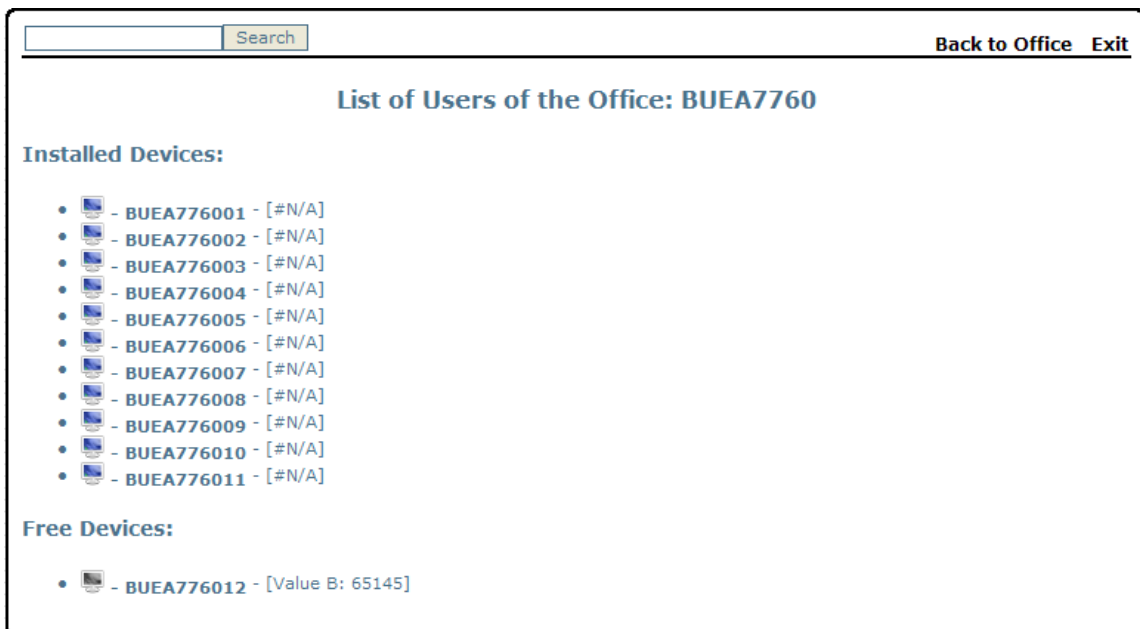 Search
Back to Office Exit
List of Users of the Office: BUEA7760
Installed Devices:
- BUEA776001 - [#N/A]
- BUEA776002 - [#N/A]
- BUEA776003 - [#N/A]
- BUEA776004 - [#N/A]
- BUEA776005 - [#N/A]
- BUEA776006 - [#N/A]
- BUEA776007 - [#N/A]
- BUEA776008 - [#N/A]
- BUEA776009 - [#N/A]
- BUEA776010 - [#N/A]
- BUEA776011 - [#N/A]
Free Devices:
- BUEA776012 - [Value B: 65145]